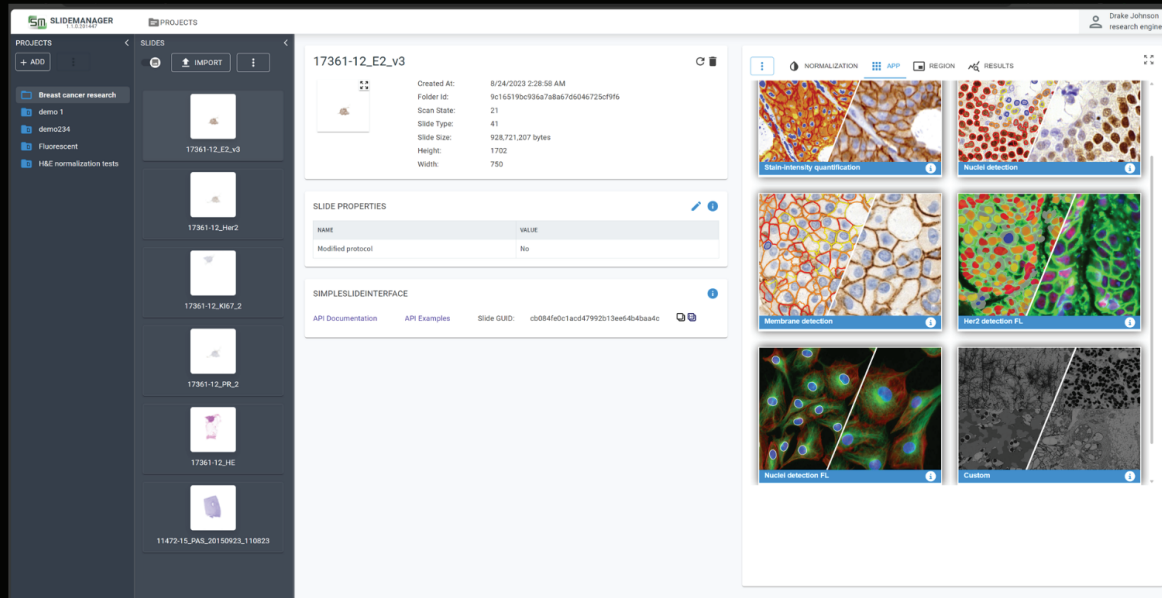 SLIDEMANAGER
1.1.0.201447
PROJECTS
Drake Johnson
research engine
PROJECTS
+ ADD
Breast cancer research
demo 1
demo234
Fluorescent
H&E normalization tests
SLIDES
IMPORT
17361-12_E2_v3
17361-12_Her2
17361-12_KI67_2
17361-12_PR_2
17361-12_HE
11472-15_PAS_20150923_110823
17361-12_E2_v3
Created At: 8/24/2023 2:28:58 AM
Folder Id: 9c16519bc936a7a8a67d6046725cf9f6
Scan State: 21
Slide Type: 41
Slide Size: 928,721,207 bytes
Height: 1702
Width: 750
SLIDE PROPERTIES
NAME VALUE
Modified protocol No
SIMPLESLIDEINTERFACE
API Documentation API Examples Slide GUID: cb084fe0c1acd47992b13ee64b4baa4c
NORMALIZATION APP REGION RESULTS
Stain-intensity quantification
Nuclei detection
Membrane detection
Her2 detection FL
Nuclei detection FL
Custom